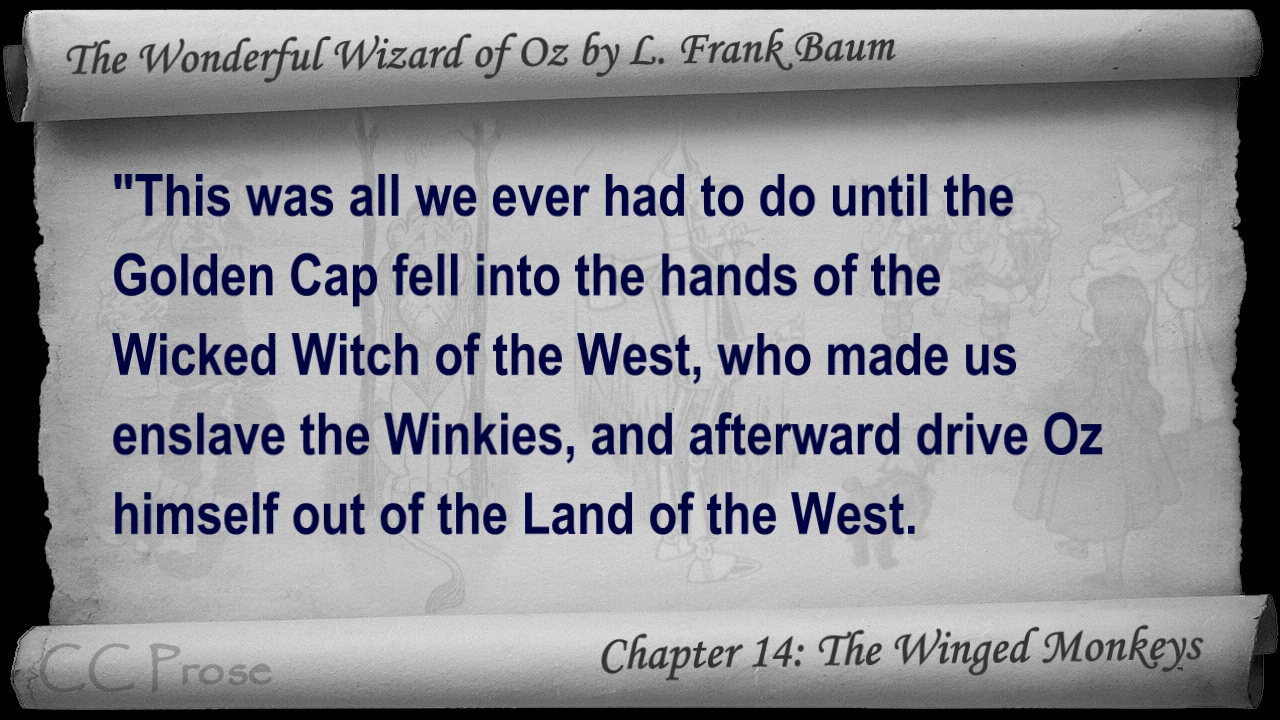 The Wonderful Wizard of Oz by L. Frank Baum
"This was all we ever had to do until the
Golden Cap fell into the hands of the
Wicked Witch of the West, who made us
enslave the Winkies, and afterward drive Oz
himself out of the Land of the West.
CC Prose
Chapter 14: The Winged Monkeys